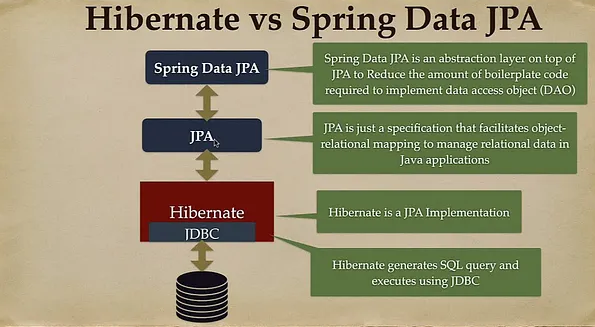 Hibernate vs Spring Data JPA
Spring Data JPA
Spring Data JPA is an abstraction layer on top of
JPA to Reduce the amount of boilerplate code
required to implement data access object (DAO)
JPA
JPA is just a specification that facilitates object-
relational mapping to manage relational data in
Java applications
Hibernate
JDBC
Hibernate is a JPA Implementation
Hibernate generates SQL query and
executes using JDBC